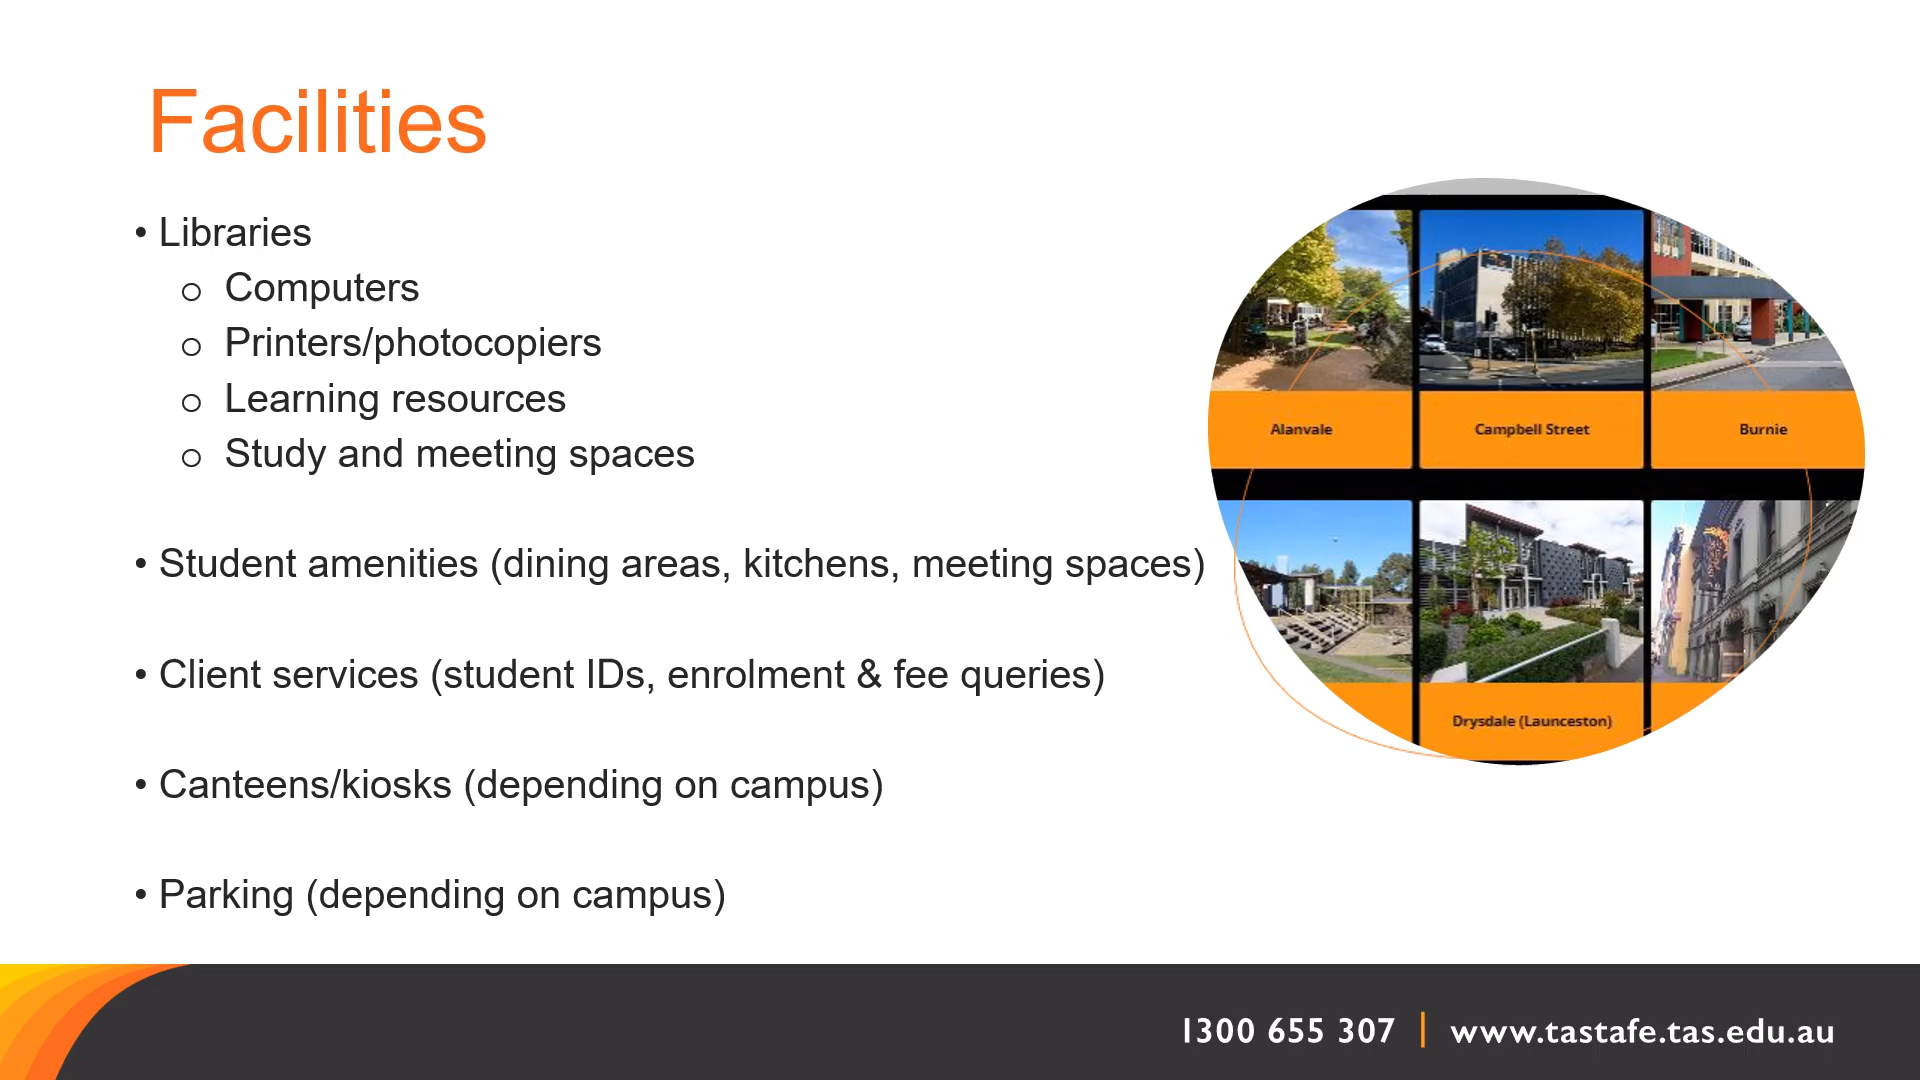 Facilities
• Libraries
o Computers
o Printers/photocopiers
o Learning resources
o Study and meeting spaces
• Student amenities (dining areas, kitchens, meeting spaces)
• Client services (student IDs, enrolment & fee queries)
• Canteens/kiosks (depending on campus)
• Parking (depending on campus)
Alanvale
Campbell Street
Burnie
Drysdale (Launceston)
1300 655 307 | www.tastafe.tas.edu.au